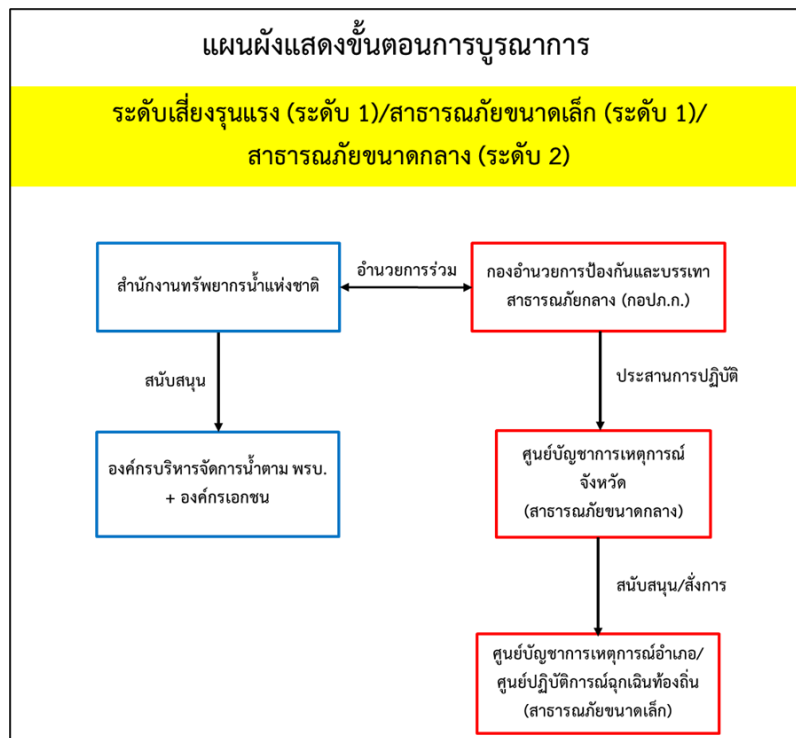 แผนผังแสดงขั้นตอนการบูรณาการ
ระดับเสี่ยงรุนแรง (ระดับ 1)/สาธารณภัยขนาดเล็ก (ระดับ 1)/
สาธารณภัยขนาดกลาง (ระดับ 2)
สำนักงานทรัพยากรน้ำแห่งชาติ
อำนวยการร่วม
กองอำนวยการป้องกันและบรรเทา
สาธารณภัยกลาง (กอปภ.ก.)
สนับสนุน
ประสานการปฏิบัติ
องค์กรบริหารจัดการน้ำตาม พรบ.
+ องค์กรเอกชน
ศูนย์บัญชาการเหตุการณ์
จังหวัด
(สาธารณภัยขนาดกลาง)
สนับสนุน/สั่งการ
ศูนย์บัญชาการเหตุการณ์อำเภอ/
ศูนย์ปฏิบัติการณ์ฉุกเฉินท้องถิ่น
(สาธารณภัยขนาดเล็ก)